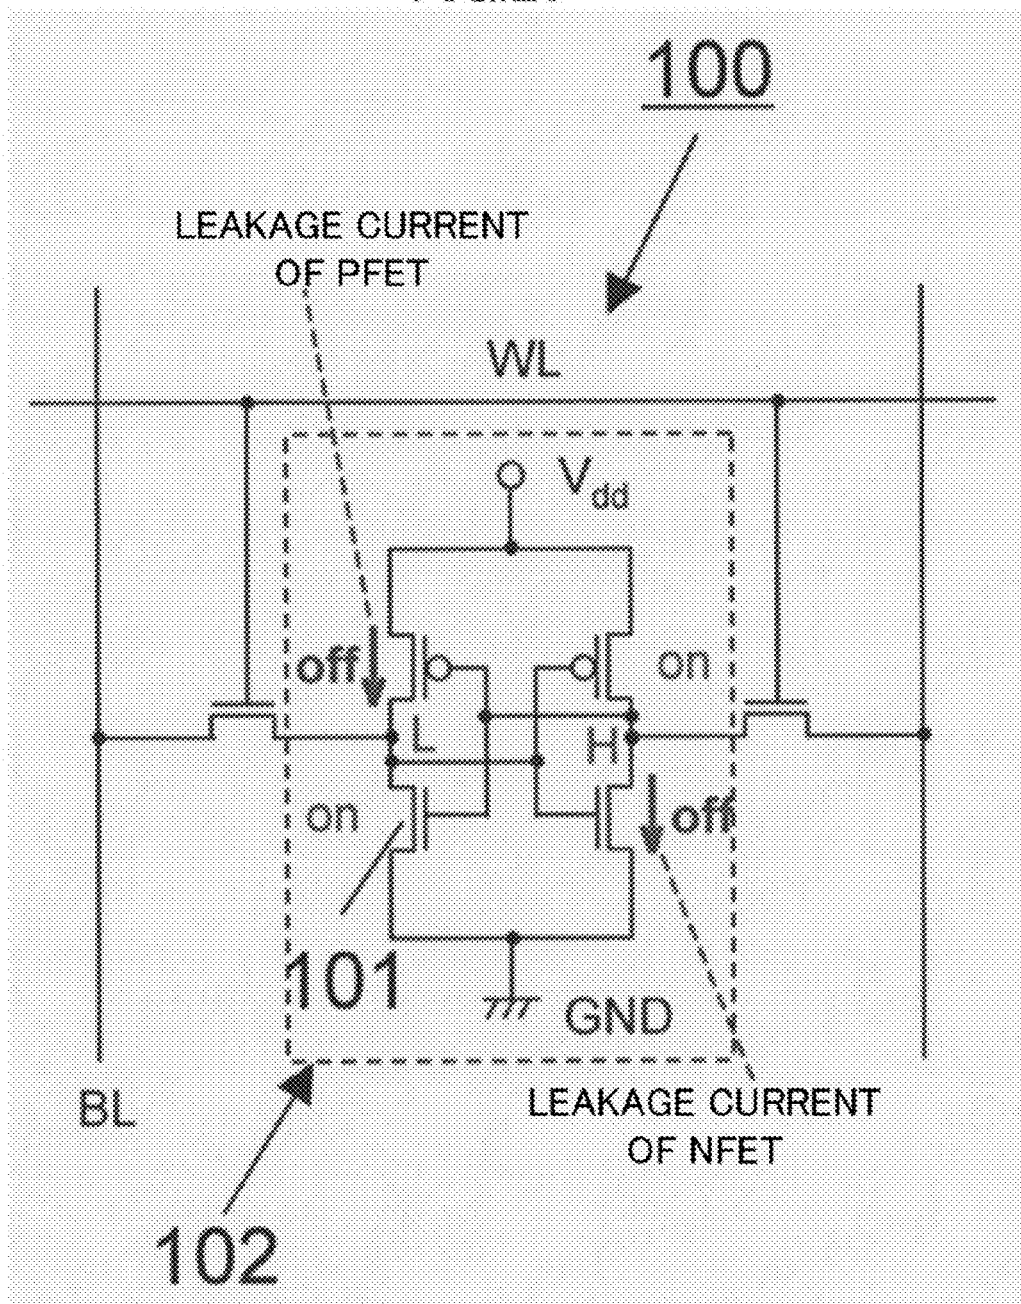 100
LEAKAGE CURRENT
OF PFET
WL
Vdd
off
on
L
H
on
off
101
GND
BL
LEAKAGE CURRENT
OF NFET
102